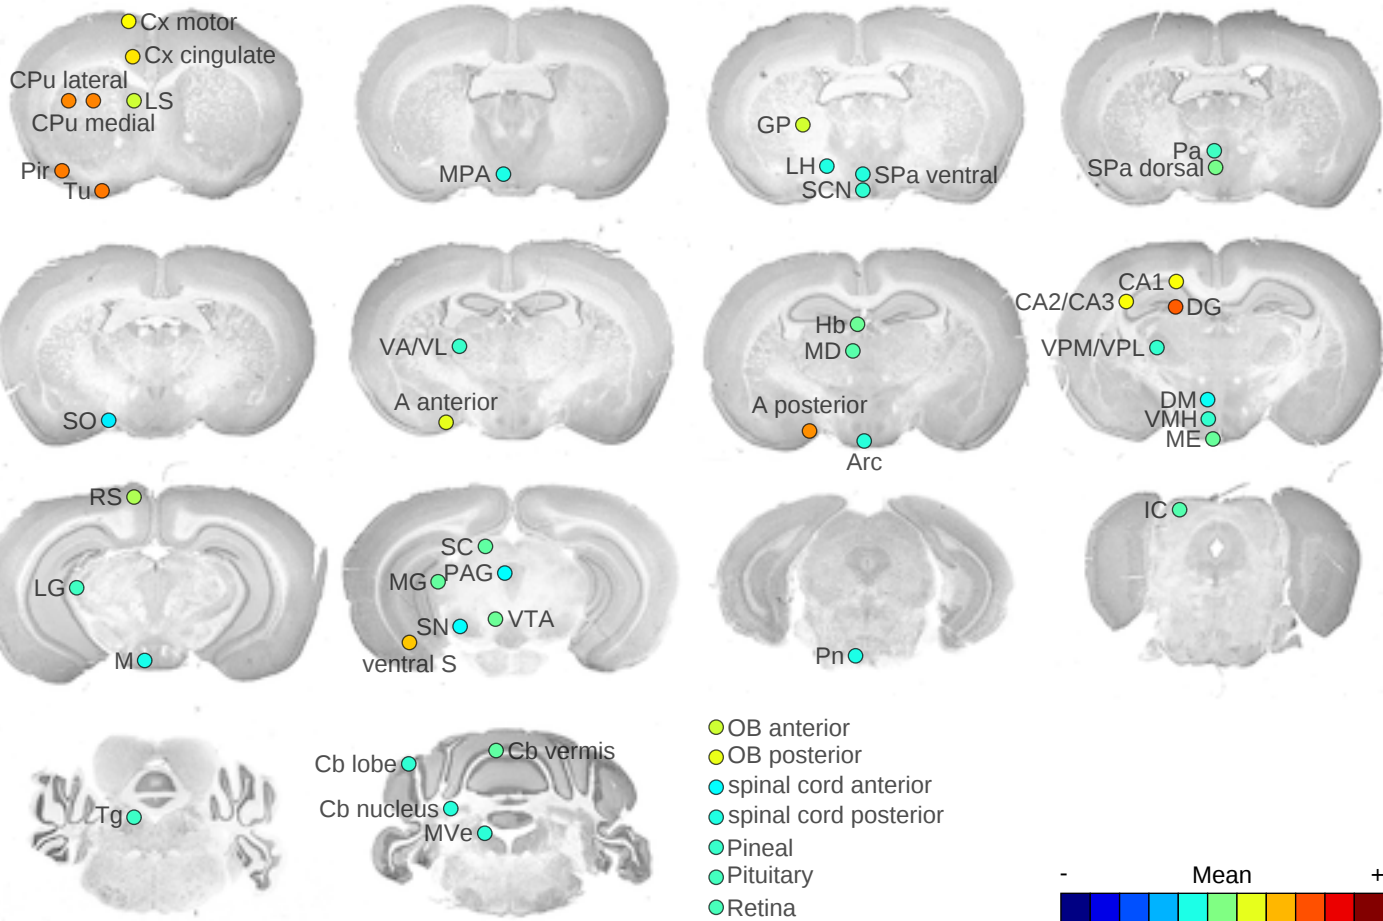 Cx motor
Cx cingulate
CPu lateral
LS
CPu medial
Pir
Tu
MPA
GP
LH
SPa ventral
SCN
Pa
SPa dorsal
SO
VA/VL
A anterior
Hb
MD
A posterior
Arc
CA1
CA2/CA3
DG
VPM/VPL
DM
VMH
ME
RS
LG
M
SC
MG
PAG
SN
VTA
ventral S
Pn
IC
Tg
Cb lobe
Cb vermis
Cb nucleus
MVe
OB anterior
OB posterior
spinal cord anterior
spinal cord posterior
Pineal
Pituitary
Retina
- Mean +